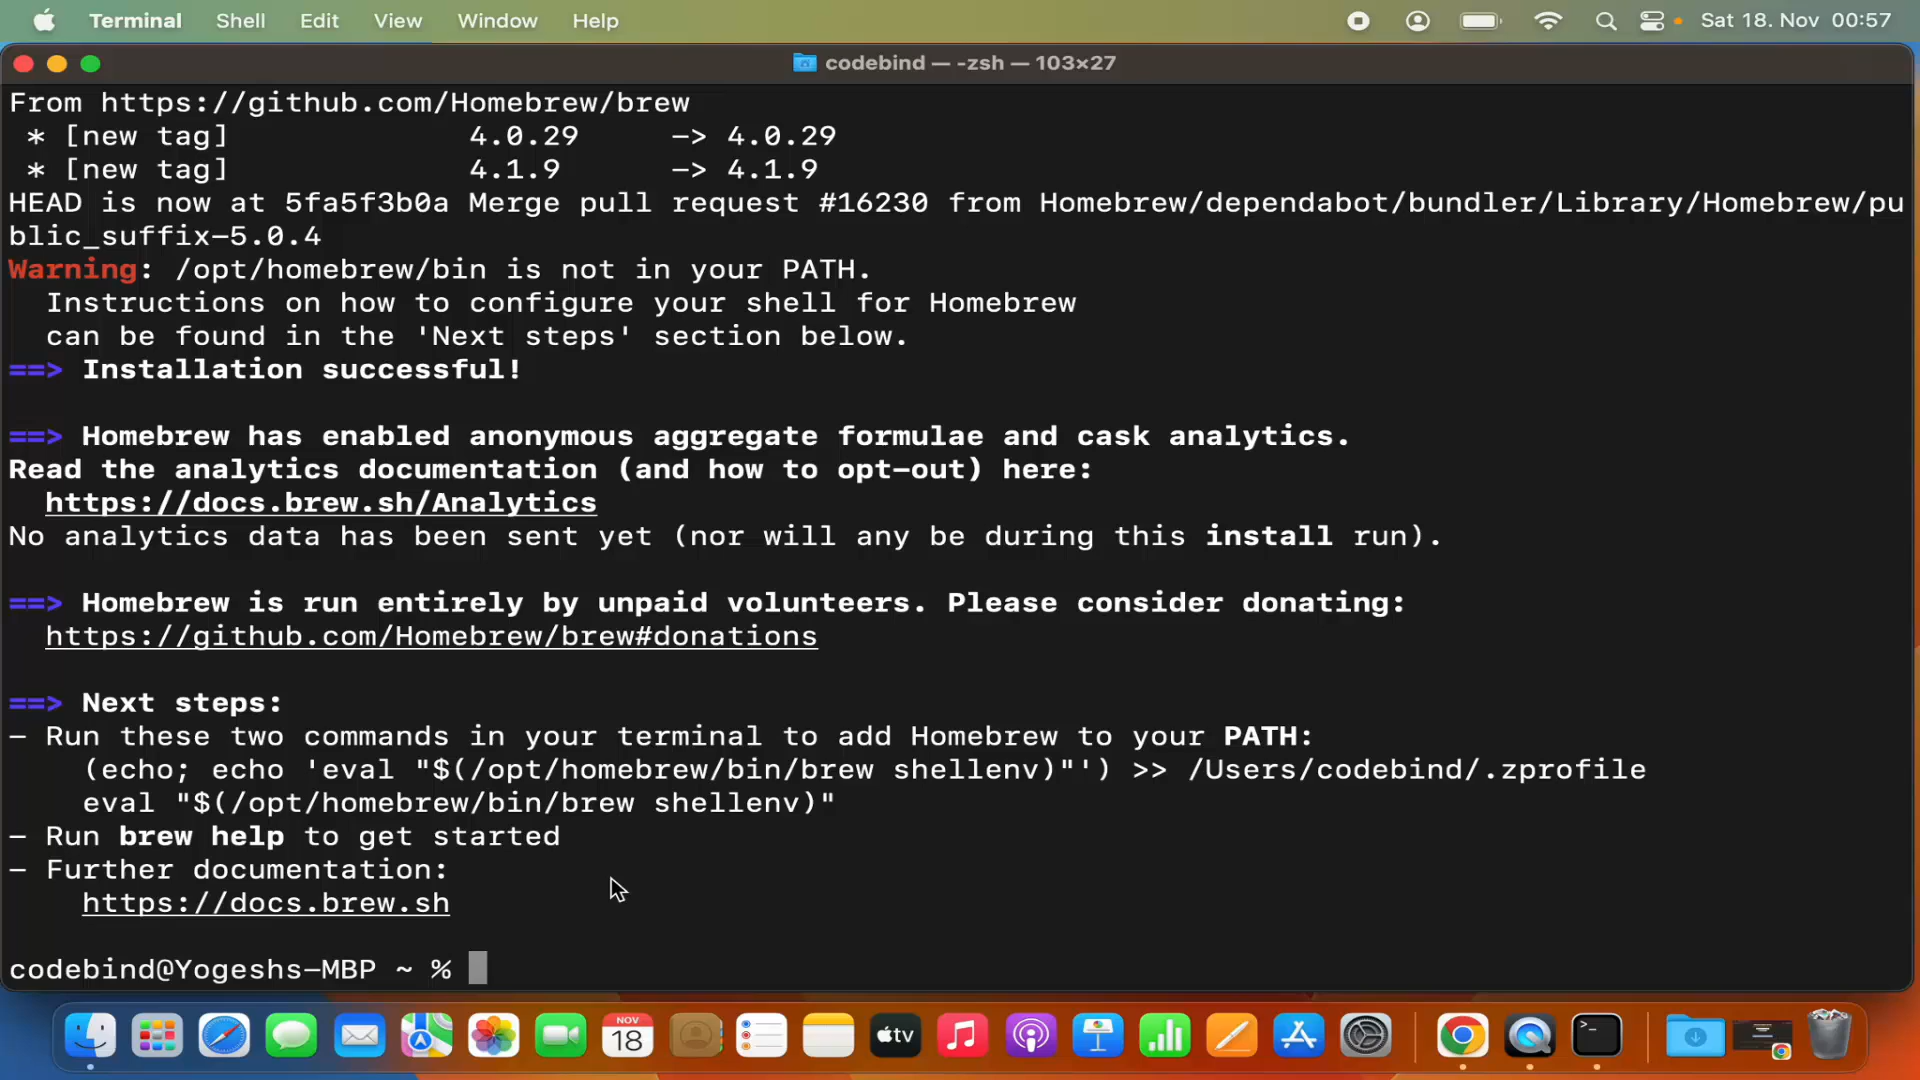 Terminal Shell Edit View Window Help Sat 18. Nov 00:57
codebind — -zsh — 103×27
From https://github.com/Homebrew/brew
 * [new tag]             4.0.29     -> 4.0.29
 * [new tag]             4.1.9      -> 4.1.9
HEAD is now at 5fa5f3b0a Merge pull request #16230 from Homebrew/dependabot/bundler/Library/Homebrew/pu
blic_suffix-5.0.4
Warning: /opt/homebrew/bin is not in your PATH.
  Instructions on how to configure your shell for Homebrew
  can be found in the 'Next steps' section below.
==> Installation successful!
==> Homebrew has enabled anonymous aggregate formulae and cask analytics.
Read the analytics documentation (and how to opt-out) here:
  https://docs.brew.sh/Analytics
No analytics data has been sent yet (nor will any be during this install run).
==> Homebrew is run entirely by unpaid volunteers. Please consider donating:
  https://github.com/Homebrew/brew#donations
==> Next steps:
- Run these two commands in your terminal to add Homebrew to your PATH:
    (echo; echo 'eval "$(/opt/homebrew/bin/brew shellenv)"') >> /Users/codebind/.zprofile
    eval "$(/opt/homebrew/bin/brew shellenv)"
- Run brew help to get started
- Further documentation:
    https://docs.brew.sh
codebind@Yogeshs-MBP ~ %
NOV
18
tv
>_